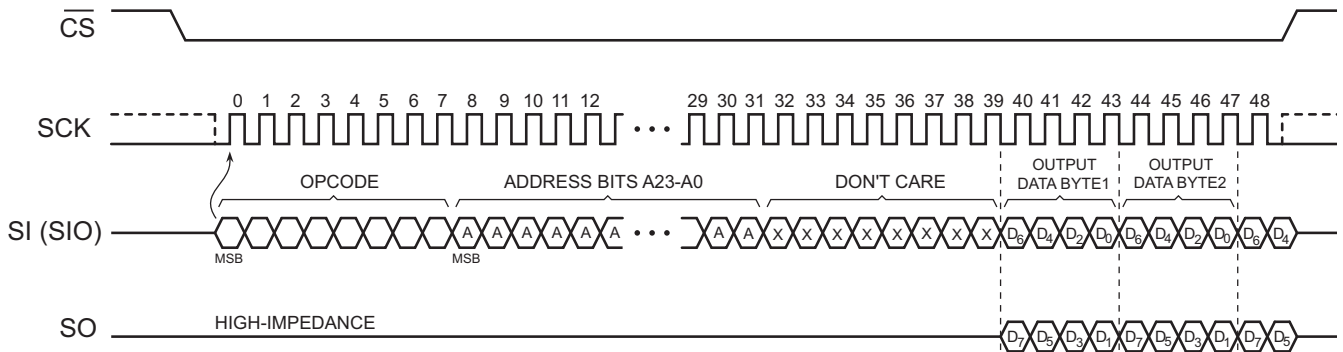 CS
0 1 2 3 4 5 6 7 8 9 10 11 12 29 30 31 32 33 34 35 36 37 38 39 40 41 42 43 44 45 46 47 48
SCK
OPCODE ADDRESS BITS A23-A0 DON'T CARE OUTPUT DATA BYTE1 OUTPUT DATA BYTE2
SI (SIO) A A A A A A A A X X X X X X X X D6 D4 D2 D0 D6 D4 D2 D0 D6 D4
MSB MSB
HIGH-IMPEDANCE
SO D7 D5 D3 D1 D7 D5 D3 D1 D7 D5